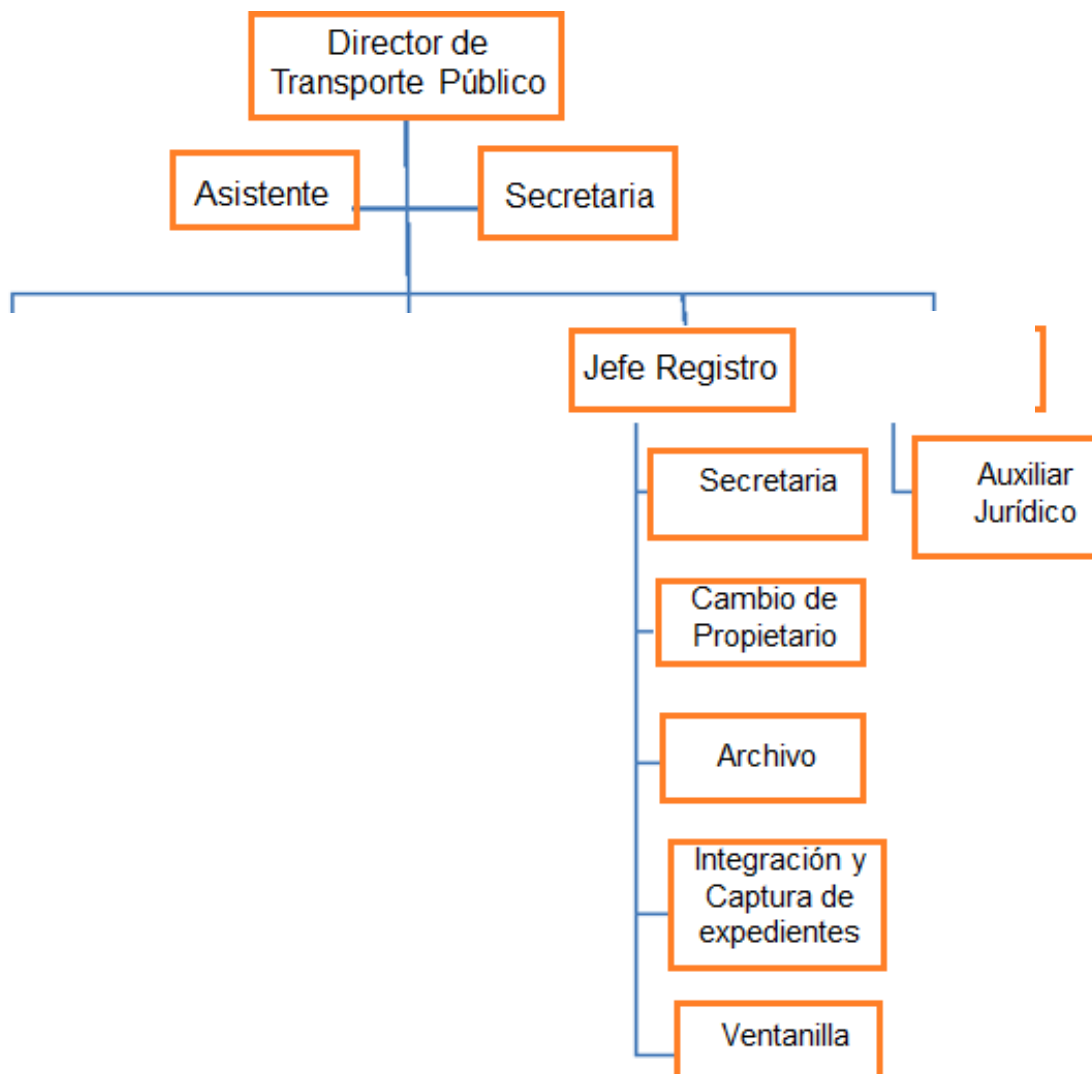 Director de
Transporte Público
Asistente
Secretaria
Jefe Registro
Secretaria
Auxiliar
Jurídico
Cambio de
Propietario
Archivo
Integración y
Captura de
expedientes
Ventanilla